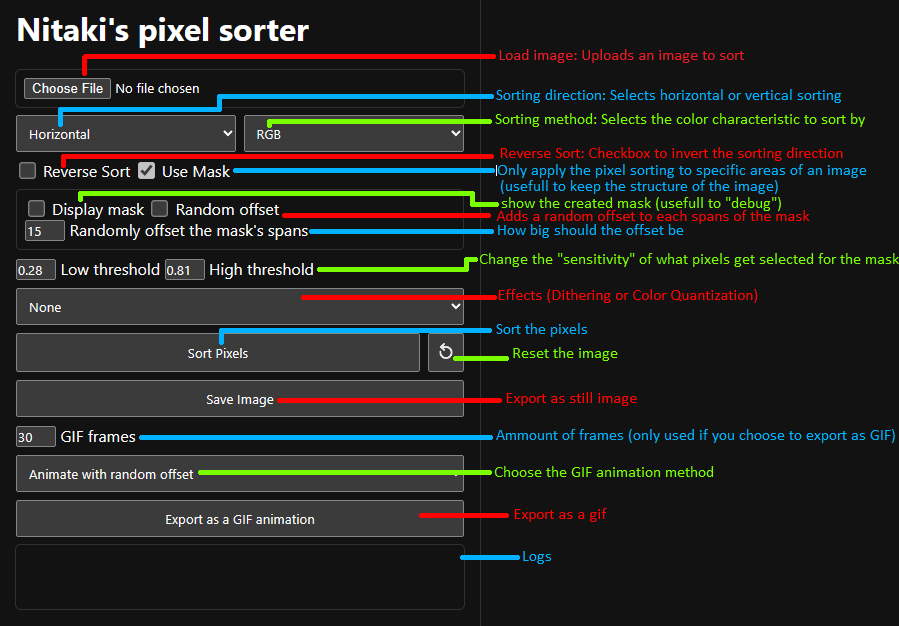 Nitaki's pixel sorter
Load image: Uploads an image to sort
Choose File No file chosen
Sorting direction: Selects horizontal or vertical sorting
Sorting method: Selects the color characteristic to sort by
Horizontal
RGB
Reverse Sort: Checkbox to invert the sorting direction
Reverse Sort
Use Mask
Only apply the pixel sorting to specific areas of an image
(usefull to keep the structure of the image)
show the created mask (usefull to "debug")
Display mask
Random offset
Adds a random offset to each spans of the mask
15 Randomly offset the mask's spans
How big should the offset be
0.28 Low threshold 0.81 High threshold
Change the "sensitivity" of what pixels get selected for the mask
Effects (Dithering or Color Quantization)
None
Sort the pixels
Sort Pixels
Reset the image
Save Image
Export as still image
30 GIF frames
Ammount of frames (only used if you choose to export as GIF)
Animate with random offset
Choose the GIF animation method
Export as a GIF animation
Export as a gif
Logs